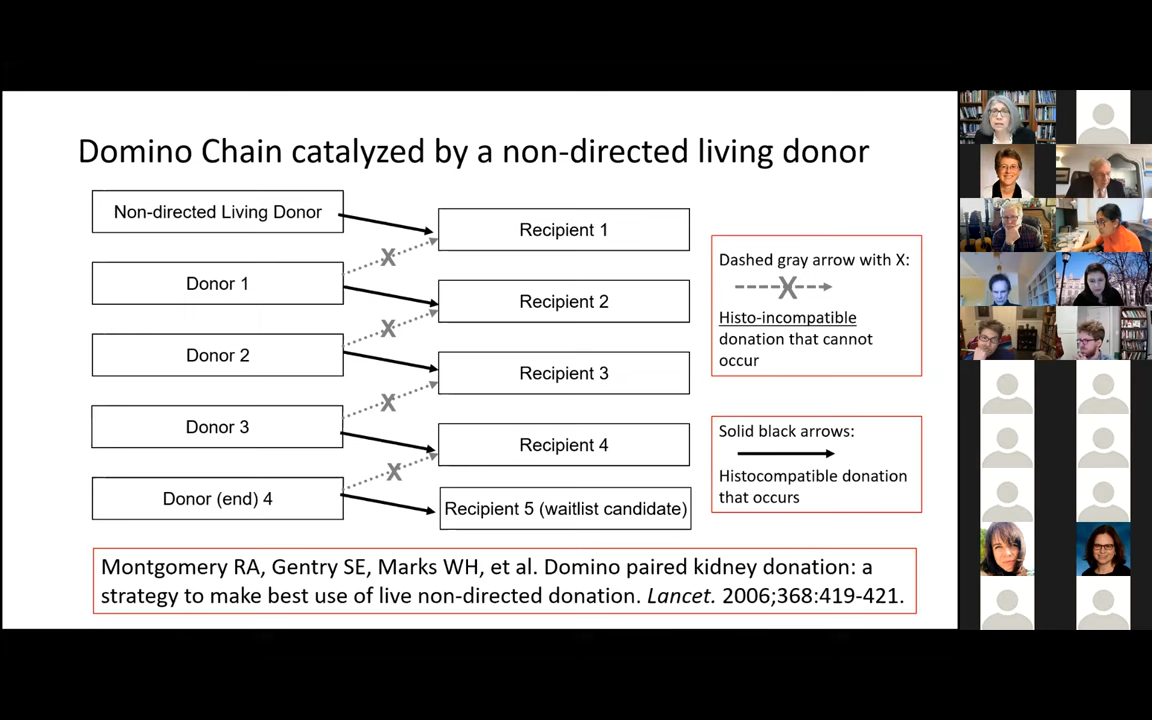 Domino Chain catalyzed by a non-directed living donor
Non-directed Living Donor
Recipient 1
X
Donor 1
Recipient 2
X
Donor 2
Recipient 3
X
Donor 3
Recipient 4
X
Donor (end) 4
Recipient 5 (waitlist candidate)
Dashed gray arrow with X:
X
Histo-incompatible
donation that cannot
occur
Solid black arrows:
Histocompatible donation
that occurs
Montgomery RA, Gentry SE, Marks WH, et al. Domino paired kidney donation: a
strategy to make best use of live non-directed donation. Lancet. 2006;368:419-421.